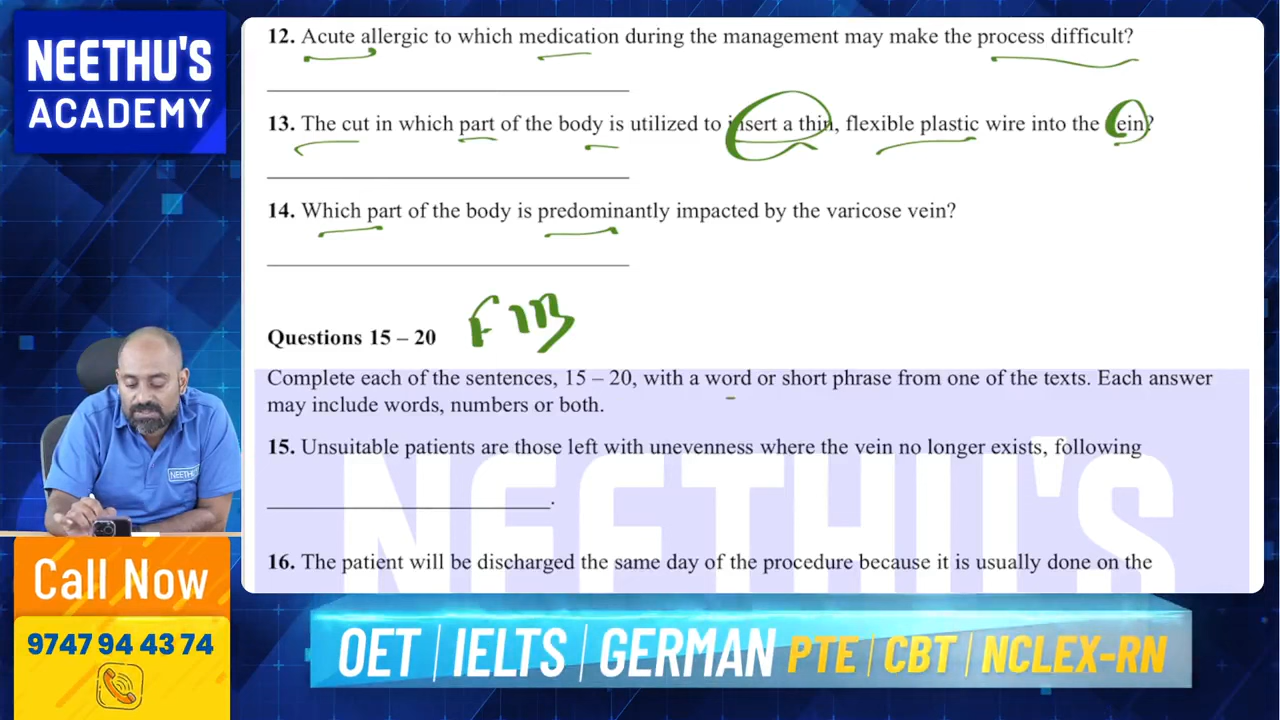 NEETHU'S
ACADEMY
12. Acute allergic to which medication during the management may make the process difficult?
13. The cut in which part of the body is utilized to insert a thin, flexible plastic wire into the vein?
14. Which part of the body is predominantly impacted by the varicose vein?
Questions 15 – 20
FIB
Complete each of the sentences, 15 – 20, with a word or short phrase from one of the texts. Each answer
may include words, numbers or both.
15. Unsuitable patients are those left with unevenness where the vein no longer exists, following
.
16. The patient will be discharged the same day of the procedure because it is usually done on the
NEETHU'S
NEETHU'S
Call Now
9747 94 43 74
OET | IELTS | GERMAN PTE | CBT | NCLEX-RN